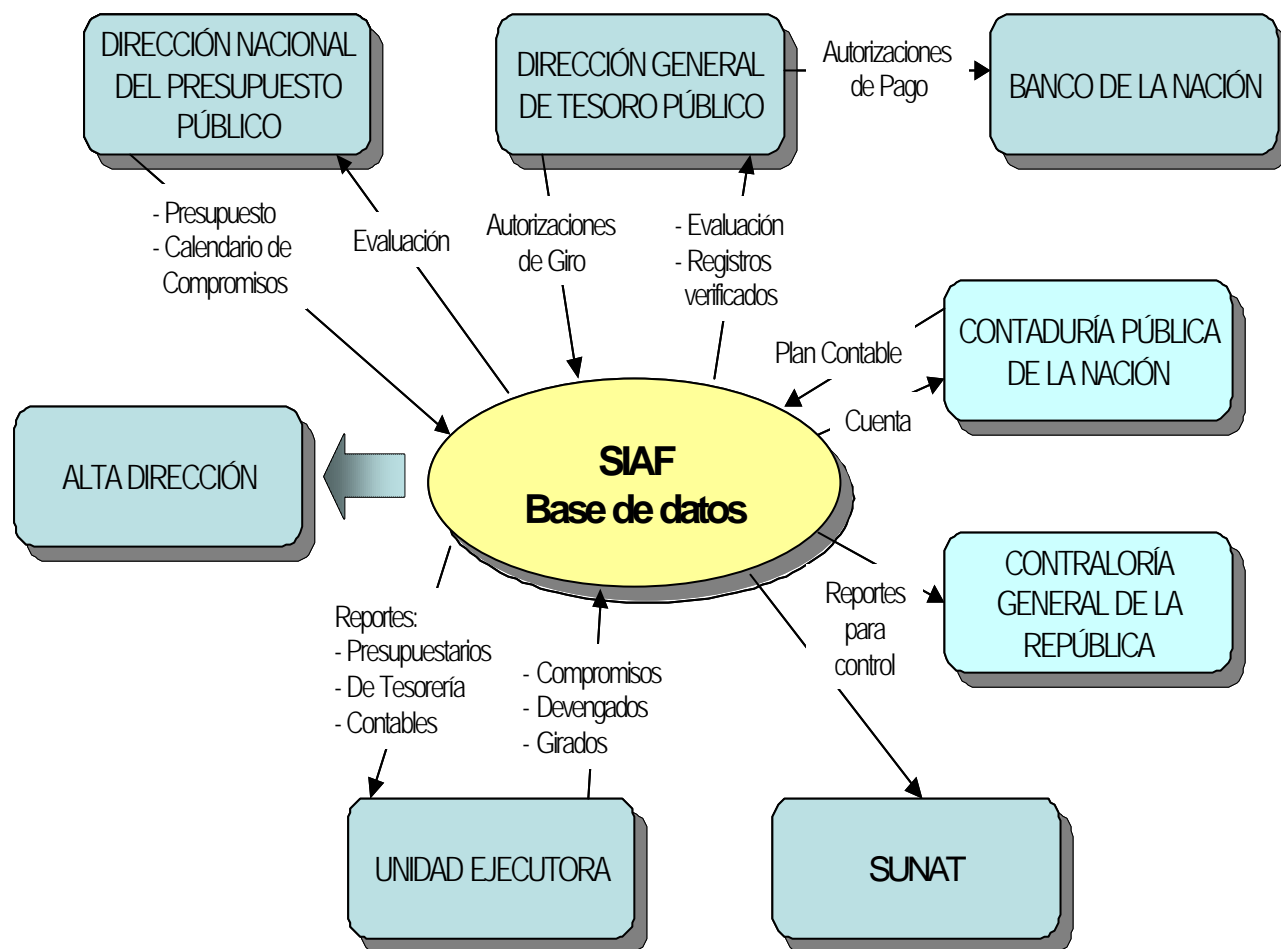 DIRECCIÓN NACIONAL
DEL PRESUPUESTO
PÚBLICO
DIRECCIÓN GENERAL
DE TESORO PÚBLICO
Autorizaciones
de Pago
BANCO DE LA NACIÓN
- Presupuesto
- Calendario de
Compromisos
Evaluación
Autorizaciones
de Giro
- Evaluación
- Registros
verificados
Plan Contable
CONTADURÍA PÚBLICA
DE LA NACIÓN
Cuenta
ALTA DIRECCIÓN
SIAF
Base de datos
CONTRALORÍA
GENERAL DE LA
REPÚBLICA
Reportes
para
control
Reportes:
- Presupuestarios
- De Tesorería
- Contables
- Compromisos
- Devengados
- Girados
UNIDAD EJECUTORA
SUNAT